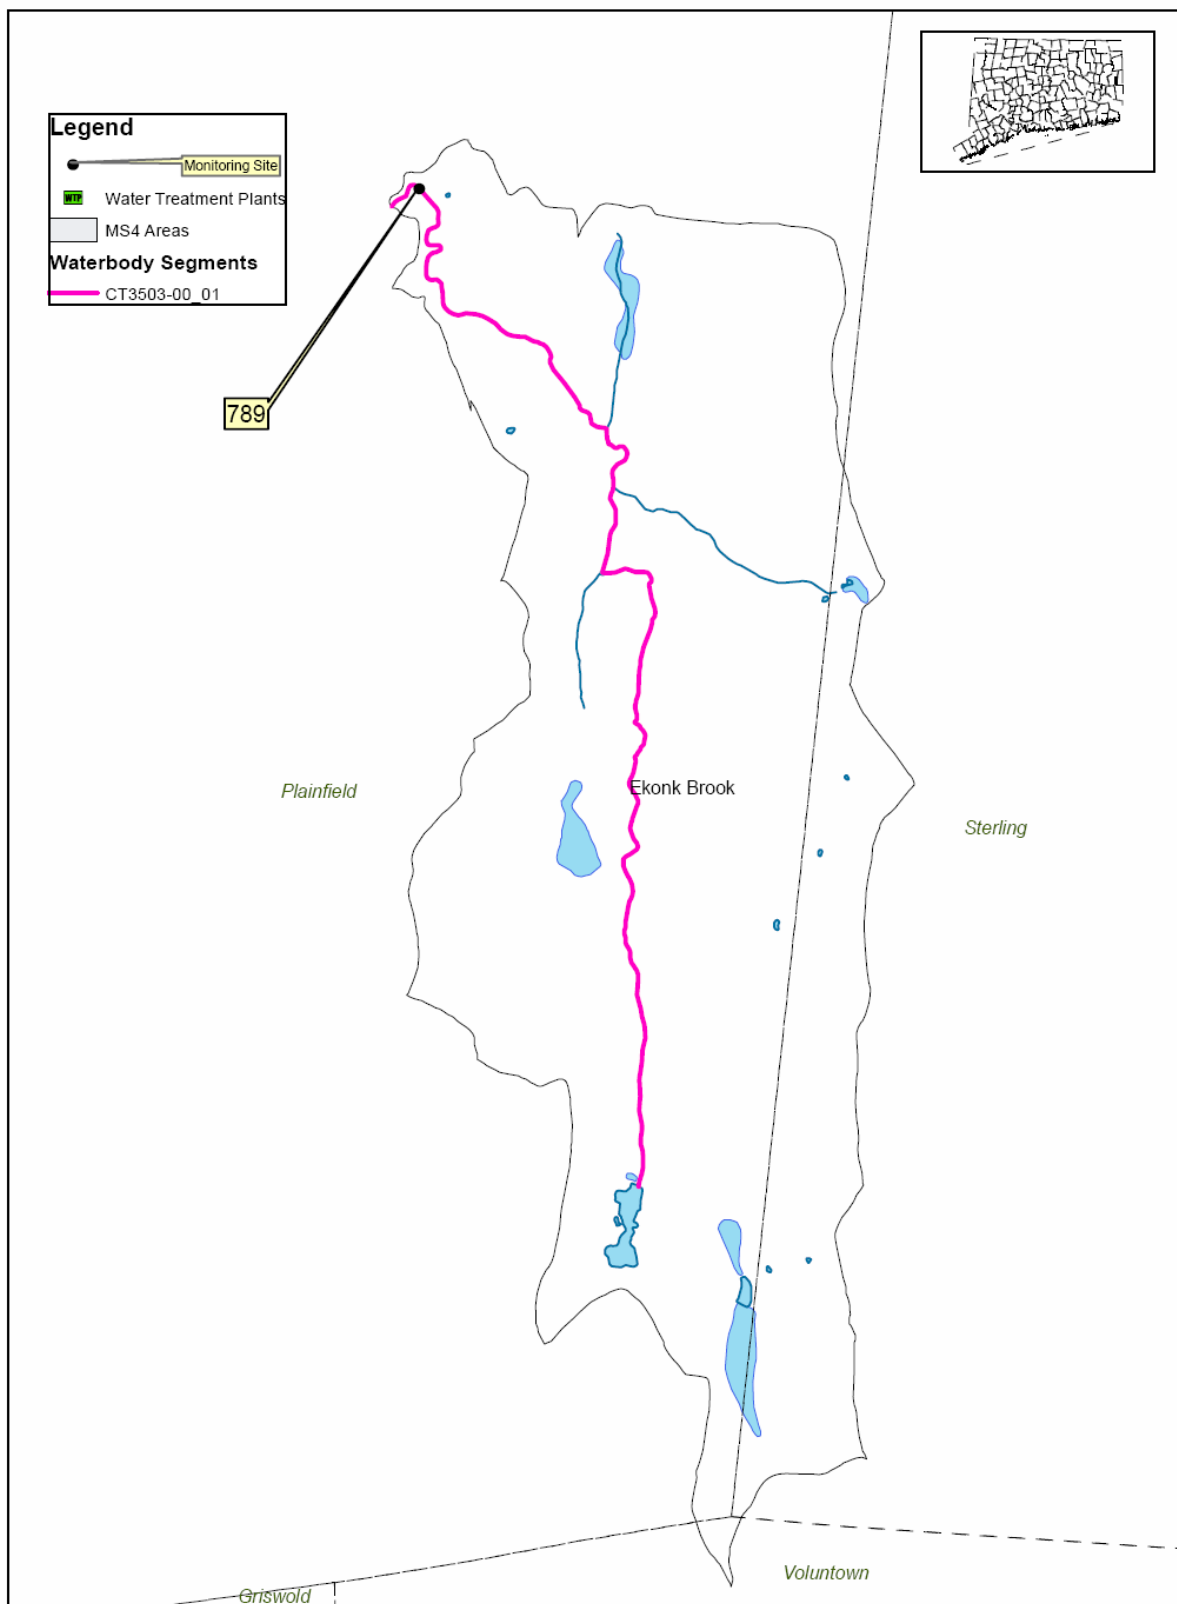 Legend
Monitoring Site
WTP
Water Treatment Plants
MS4 Areas
Waterbody Segments
CT3503-00_01
789
Plainfield
Ekonk Brook
Sterling
Voluntown
Griswold